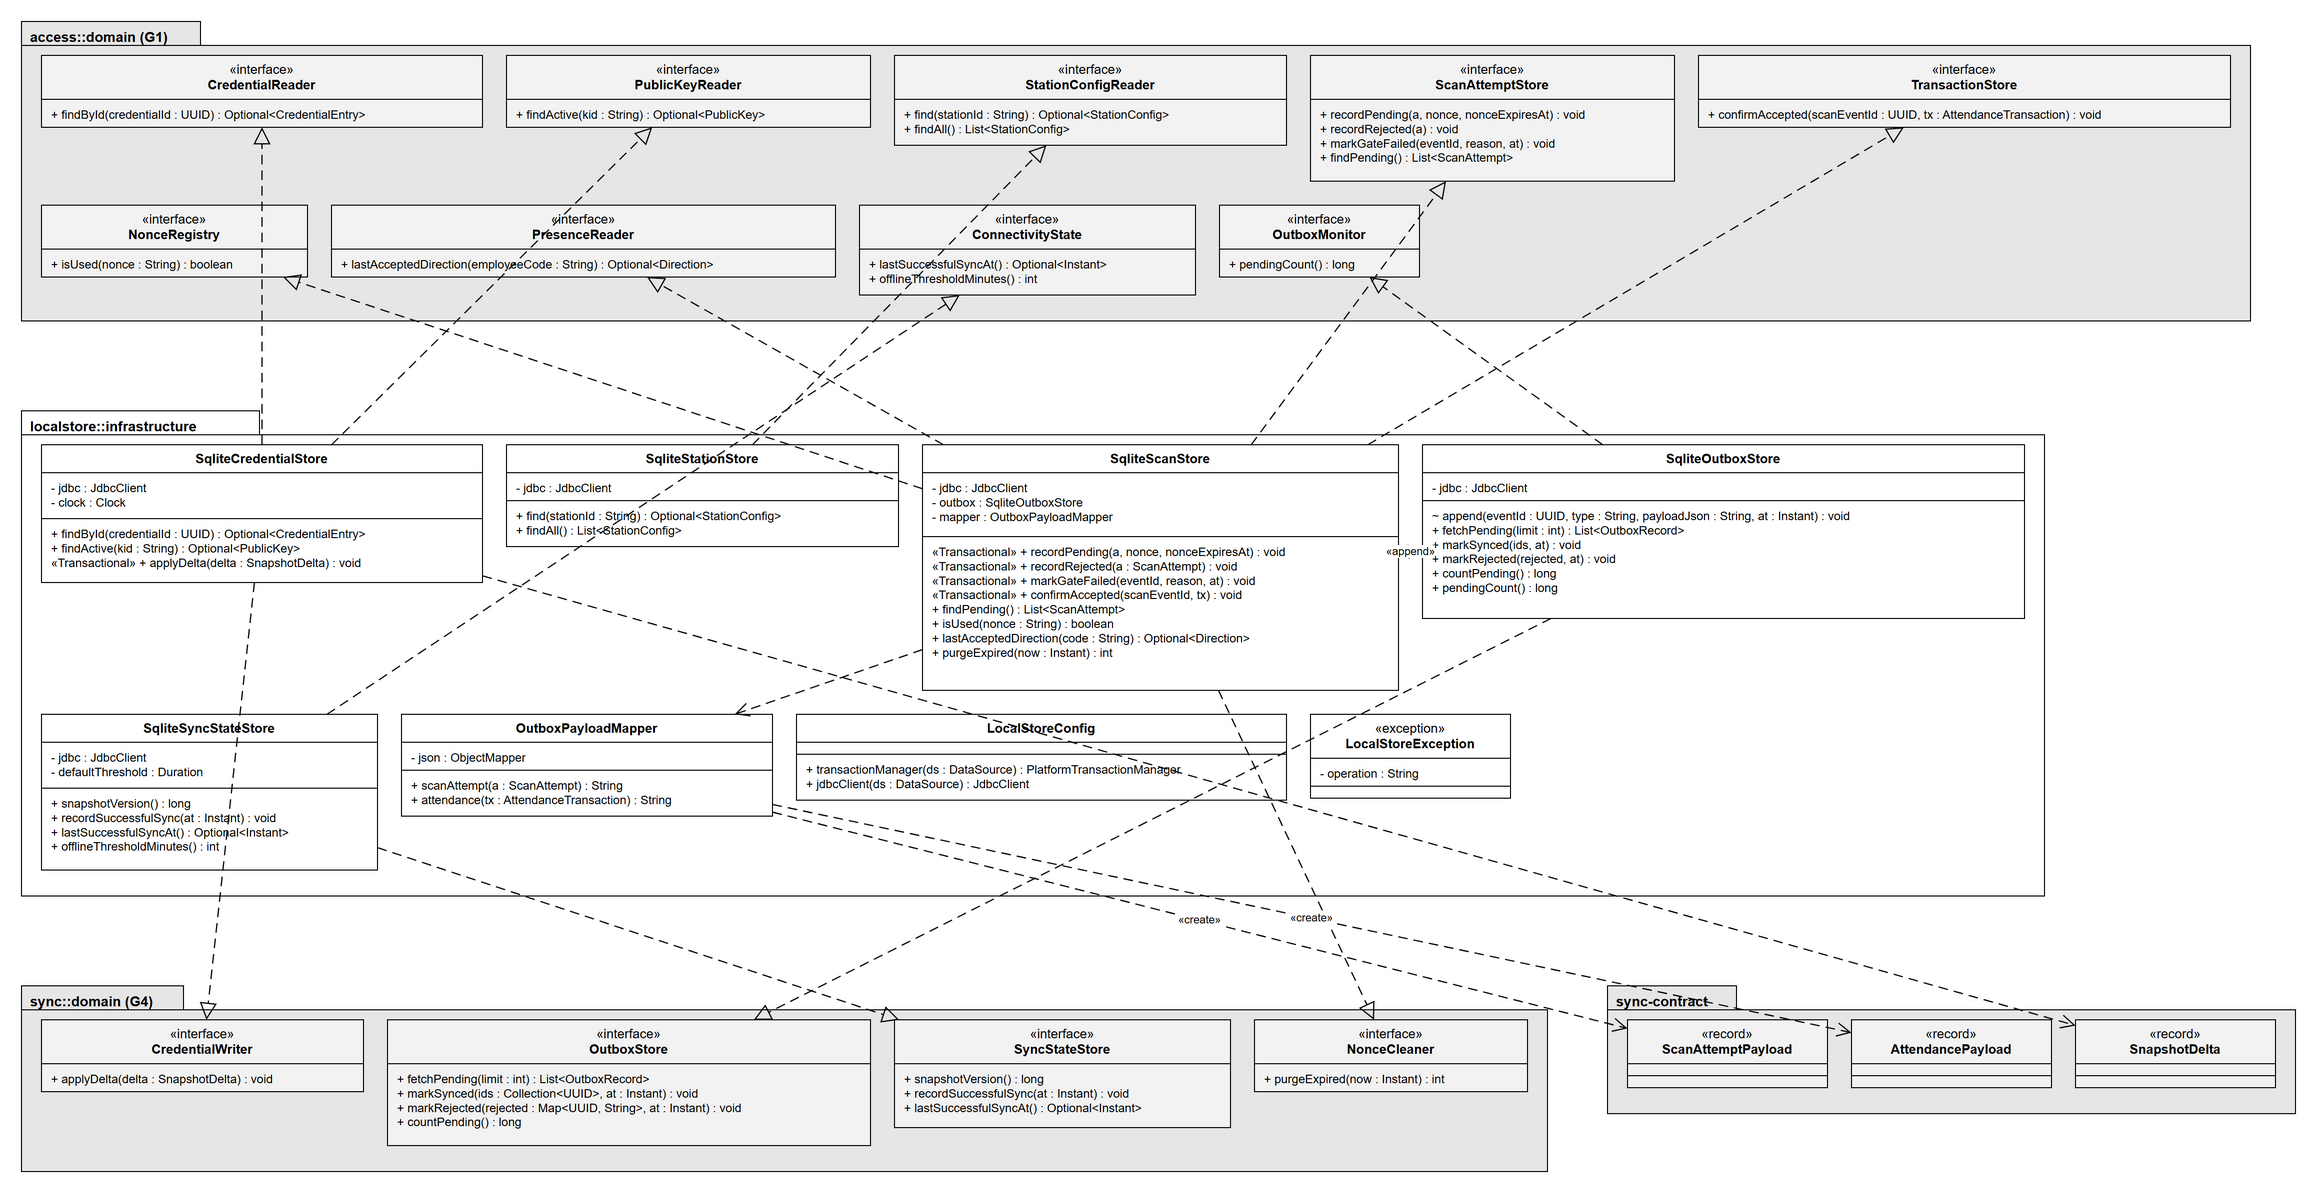 access::domain (G1)
«interface»
CredentialReader
+ findById(credentialId : UUID) : Optional<CredentialEntry>
«interface»
PublicKeyReader
+ findActive(kid : String) : Optional<PublicKey>
«interface»
StationConfigReader
+ find(stationId : String) : Optional<StationConfig>
+ findAll() : List<StationConfig>
«interface»
ScanAttemptStore
+ recordPending(a, nonce, nonceExpiresAt) : void
+ recordRejected(a) : void
+ markGateFailed(eventId, reason, at) : void
+ findPending() : List<ScanAttempt>
«interface»
TransactionStore
+ confirmAccepted(scanEventId : UUID, tx : AttendanceTransaction) : void
«interface»
NonceRegistry
+ isUsed(nonce : String) : boolean
«interface»
PresenceReader
+ lastAcceptedDirection(employeeCode : String) : Optional<Direction>
«interface»
ConnectivityState
+ lastSuccessfulSyncAt() : Optional<Instant>
+ offlineThresholdMinutes() : int
«interface»
OutboxMonitor
+ pendingCount() : long
localstore::infrastructure
SqliteCredentialStore
- jdbc : JdbcClient
- clock : Clock
+ findById(credentialId : UUID) : Optional<CredentialEntry>
+ findActive(kid : String) : Optional<PublicKey>
«Transactional» + applyDelta(delta : SnapshotDelta) : void
SqliteStationStore
- jdbc : JdbcClient
+ find(stationId : String) : Optional<StationConfig>
+ findAll() : List<StationConfig>
SqliteScanStore
- jdbc : JdbcClient
- outbox : SqliteOutboxStore
- mapper : OutboxPayloadMapper
«Transactional» + recordPending(a, nonce, nonceExpiresAt) : void
«Transactional» + recordRejected(a : ScanAttempt) : void
«Transactional» + markGateFailed(eventId, reason, at) : void
«Transactional» + confirmAccepted(scanEventId, tx) : void
+ findPending() : List<ScanAttempt>
+ isUsed(nonce : String) : boolean
+ lastAcceptedDirection(code : String) : Optional<Direction>
+ purgeExpired(now : Instant) : int
«append»
SqliteOutboxStore
- jdbc : JdbcClient
~ append(eventId : UUID, type : String, payloadJson : String, at : Instant) : void
+ fetchPending(limit : int) : List<OutboxRecord>
+ markSynced(ids, at) : void
+ markRejected(rejected, at) : void
+ countPending() : long
+ pendingCount() : long
SqliteSyncStateStore
- jdbc : JdbcClient
- defaultThreshold : Duration
+ snapshotVersion() : long
+ recordSuccessfulSync(at : Instant) : void
+ lastSuccessfulSyncAt() : Optional<Instant>
+ offlineThresholdMinutes() : int
OutboxPayloadMapper
- json : ObjectMapper
+ scanAttempt(a : ScanAttempt) : String
+ attendance(tx : AttendanceTransaction) : String
LocalStoreConfig
+ transactionManager(ds : DataSource) : PlatformTransactionManager
+ jdbcClient(ds : DataSource) : JdbcClient
«exception»
LocalStoreException
- operation : String
«create»
«create»
sync::domain (G4)
«interface»
CredentialWriter
+ applyDelta(delta : SnapshotDelta) : void
«interface»
OutboxStore
+ fetchPending(limit : int) : List<OutboxRecord>
+ markSynced(ids : Collection<UUID>, at : Instant) : void
+ markRejected(rejected : Map<UUID, String>, at : Instant) : void
+ countPending() : long
«interface»
SyncStateStore
+ snapshotVersion() : long
+ recordSuccessfulSync(at : Instant) : void
+ lastSuccessfulSyncAt() : Optional<Instant>
«interface»
NonceCleaner
+ purgeExpired(now : Instant) : int
sync-contract
«record»
ScanAttemptPayload
«record»
AttendancePayload
«record»
SnapshotDelta